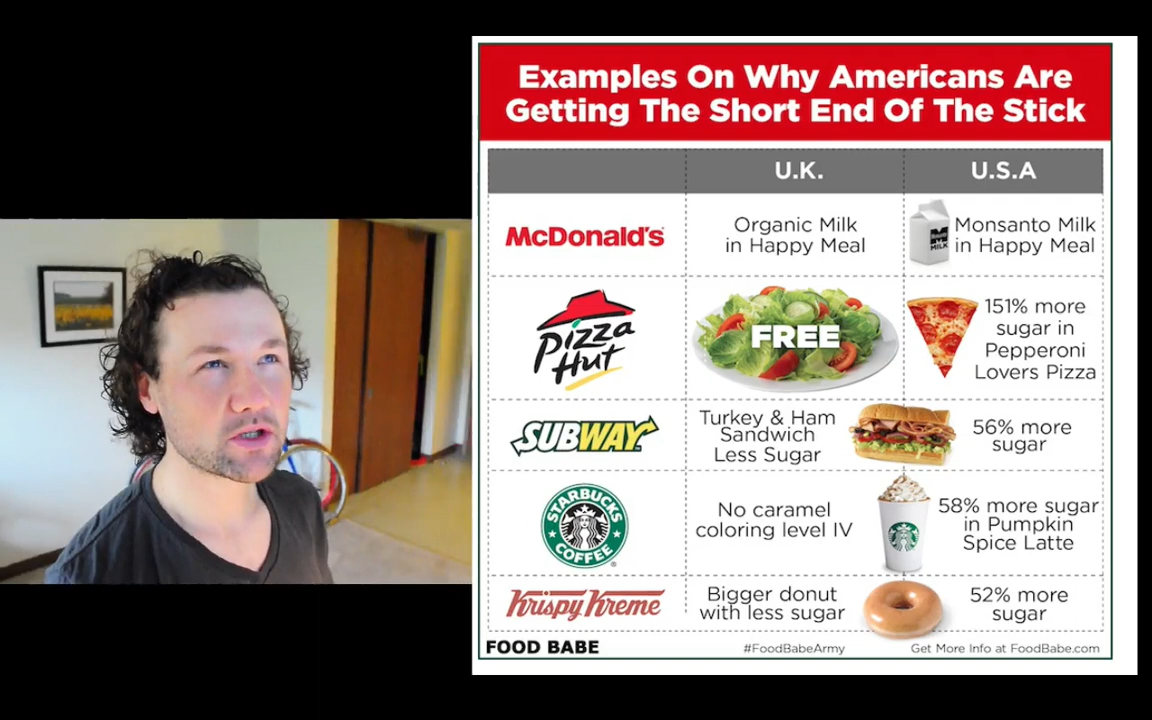 Examples On Why Americans Are
Getting The Short End Of The Stick
U.K.
U.S.A
McDonald's
Organic Milk
in Happy Meal
M
MILK
Monsanto Milk
in Happy Meal
Pizza
Hut
FREE
151% more
sugar in
Pepperoni
Lovers Pizza
SUBWAY
Turkey & Ham
Sandwich
Less Sugar
56% more
sugar
STARBUCKS
COFFEE
No caramel
coloring level IV
58% more sugar
in Pumpkin
Spice Latte
Krispy Kreme
Bigger donut
with less sugar
52% more
sugar
FOOD BABE
#FoodBabeArmy
Get More Info at FoodBabe.com